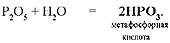 P₂O₅ + H₂O = 2HPO₃.
метафосфорная
кислота